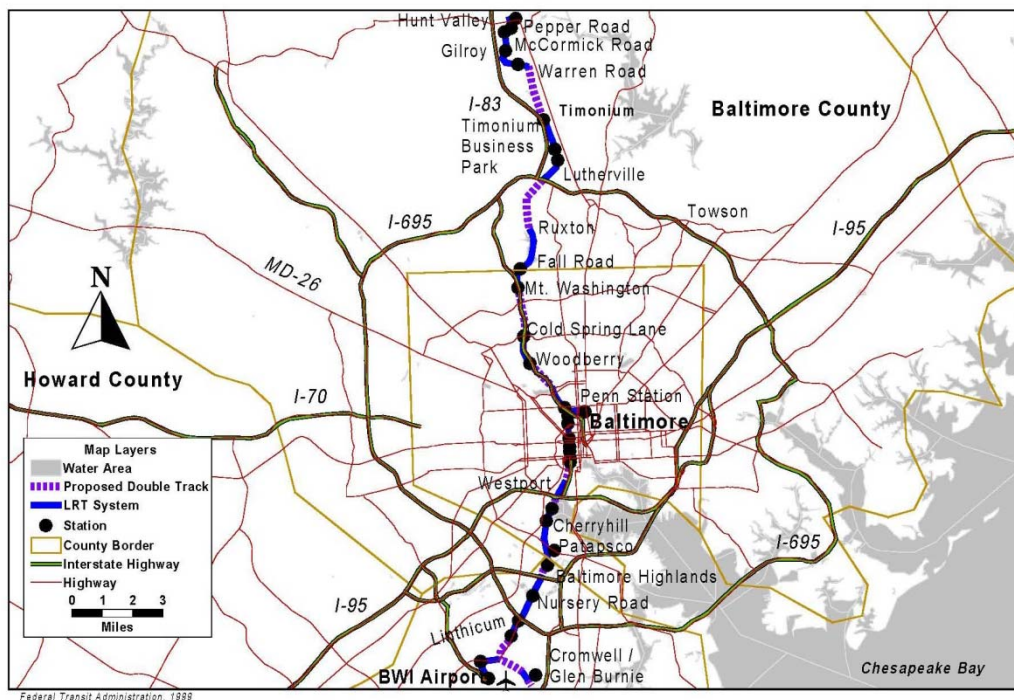 Hunt Valley
Pepper Road
McCormick Road
Gilroy
Warren Road
I-83
Timonium
Baltimore County
Timonium
Business
Park
Lutherville
Towson
I-95
I-695
Ruxton
MD-26
Fall Road
N
Mt. Washington
Cold Spring Lane
Woodberry
Howard County
I-70
Penn Station
Baltimore
Map Layers
Water Area
Proposed Double Track
LRT System
Station
County Border
Interstate Highway
Highway
0 1 2 3
Miles
Westport
Cherryhill
Patapsco
I-695
Baltimore Highlands
I-95
Nursery Road
Linthicum
Cromwell /
Glen Burnie
BWI Airport
Chesapeake Bay
Federal Transit Administration, 1999